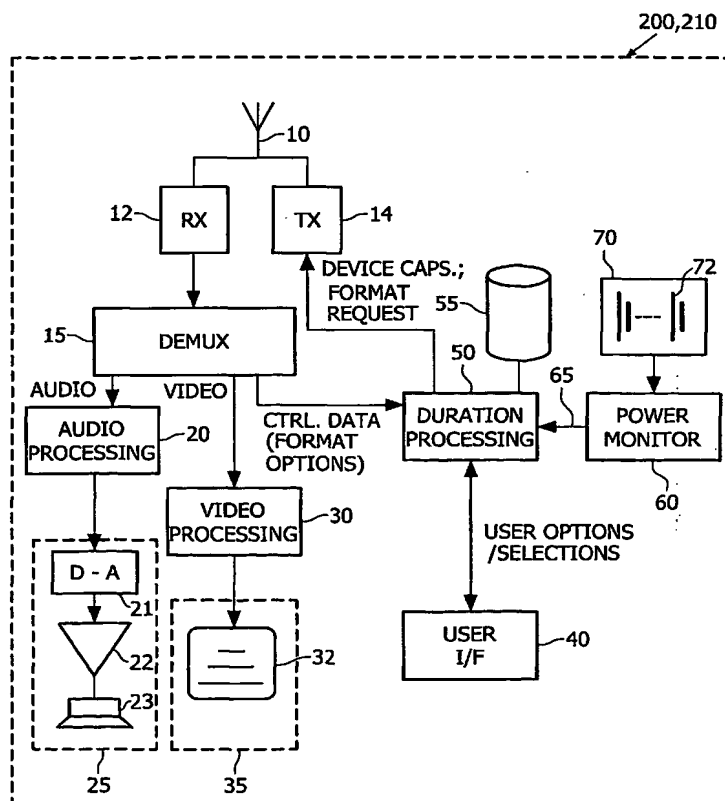 200,210
10
12
RX
TX
14
DEVICE CAPS.;
FORMAT
REQUEST
70
72
55
15
DEMUX
50
AUDIO
VIDEO
65
CTRL. DATA
(FORMAT
OPTIONS)
DURATION
PROCESSING
POWER
MONITOR
AUDIO
PROCESSING
20
60
VIDEO
PROCESSING
30
USER OPTIONS
/SELECTIONS
D - A
21
22
32
USER
I/F
40
23
25
35